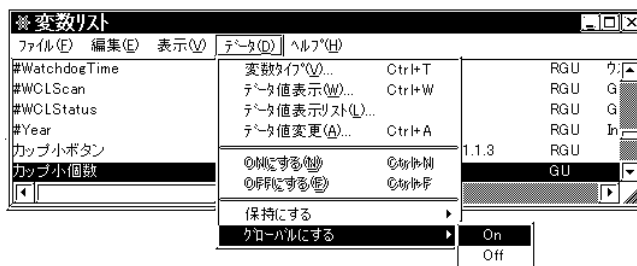 変数リスト
ファイル(F) 編集(E) 表示(V) データ(D) ヘルプ(H)
#WatchdogTime RGU ウ
#WCLScan RGU G
#WCLStatus RGU G
#Year RGU In
カップ小ボタン 1.1.3 RGU
カップ小個数 GU
変数タイプ(V)... Ctrl+T
データ値表示(W)... Ctrl+W
データ値表示リスト(L)...
データ値変更(A)... Ctrl+A
ONにする(N) Ctrl+N
OFFにする(F) Ctrl+F
保持にする
グローバルにする
On
Off